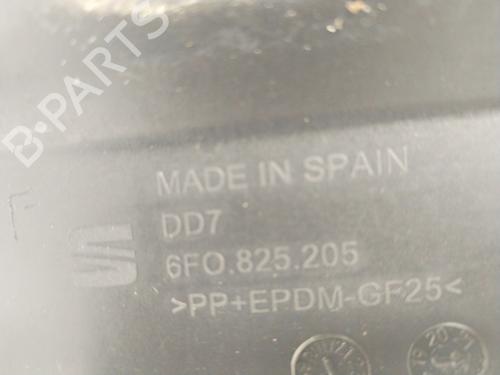 B-PARTS
MADE IN SPAIN
DD7
6F0.825.205
>PP+EPDM-GF25<